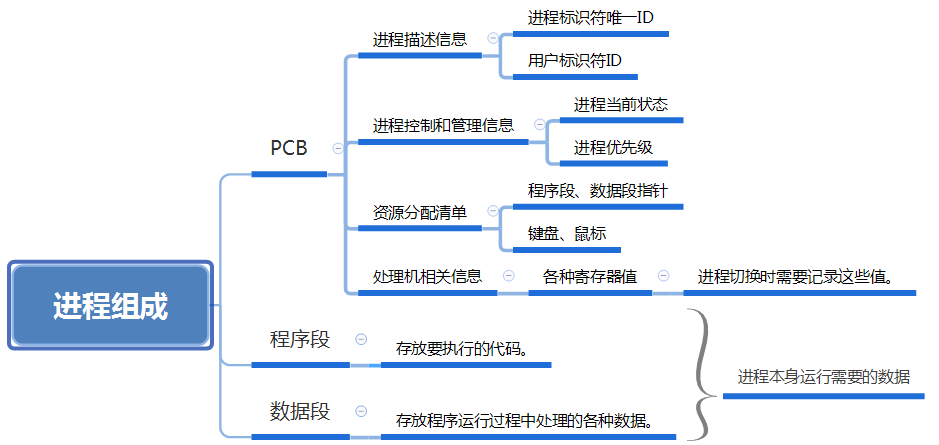 进程组成
PCB
进程描述信息
进程标识符唯一ID
用户标识符ID
进程控制和管理信息
进程当前状态
进程优先级
资源分配清单
程序段、数据段指针
键盘、鼠标
处理机相关信息
各种寄存器值
进程切换时需要记录这些值。
程序段
存放要执行的代码。
数据段
存放程序运行过程中处理的各种数据。
进程本身运行需要的数据